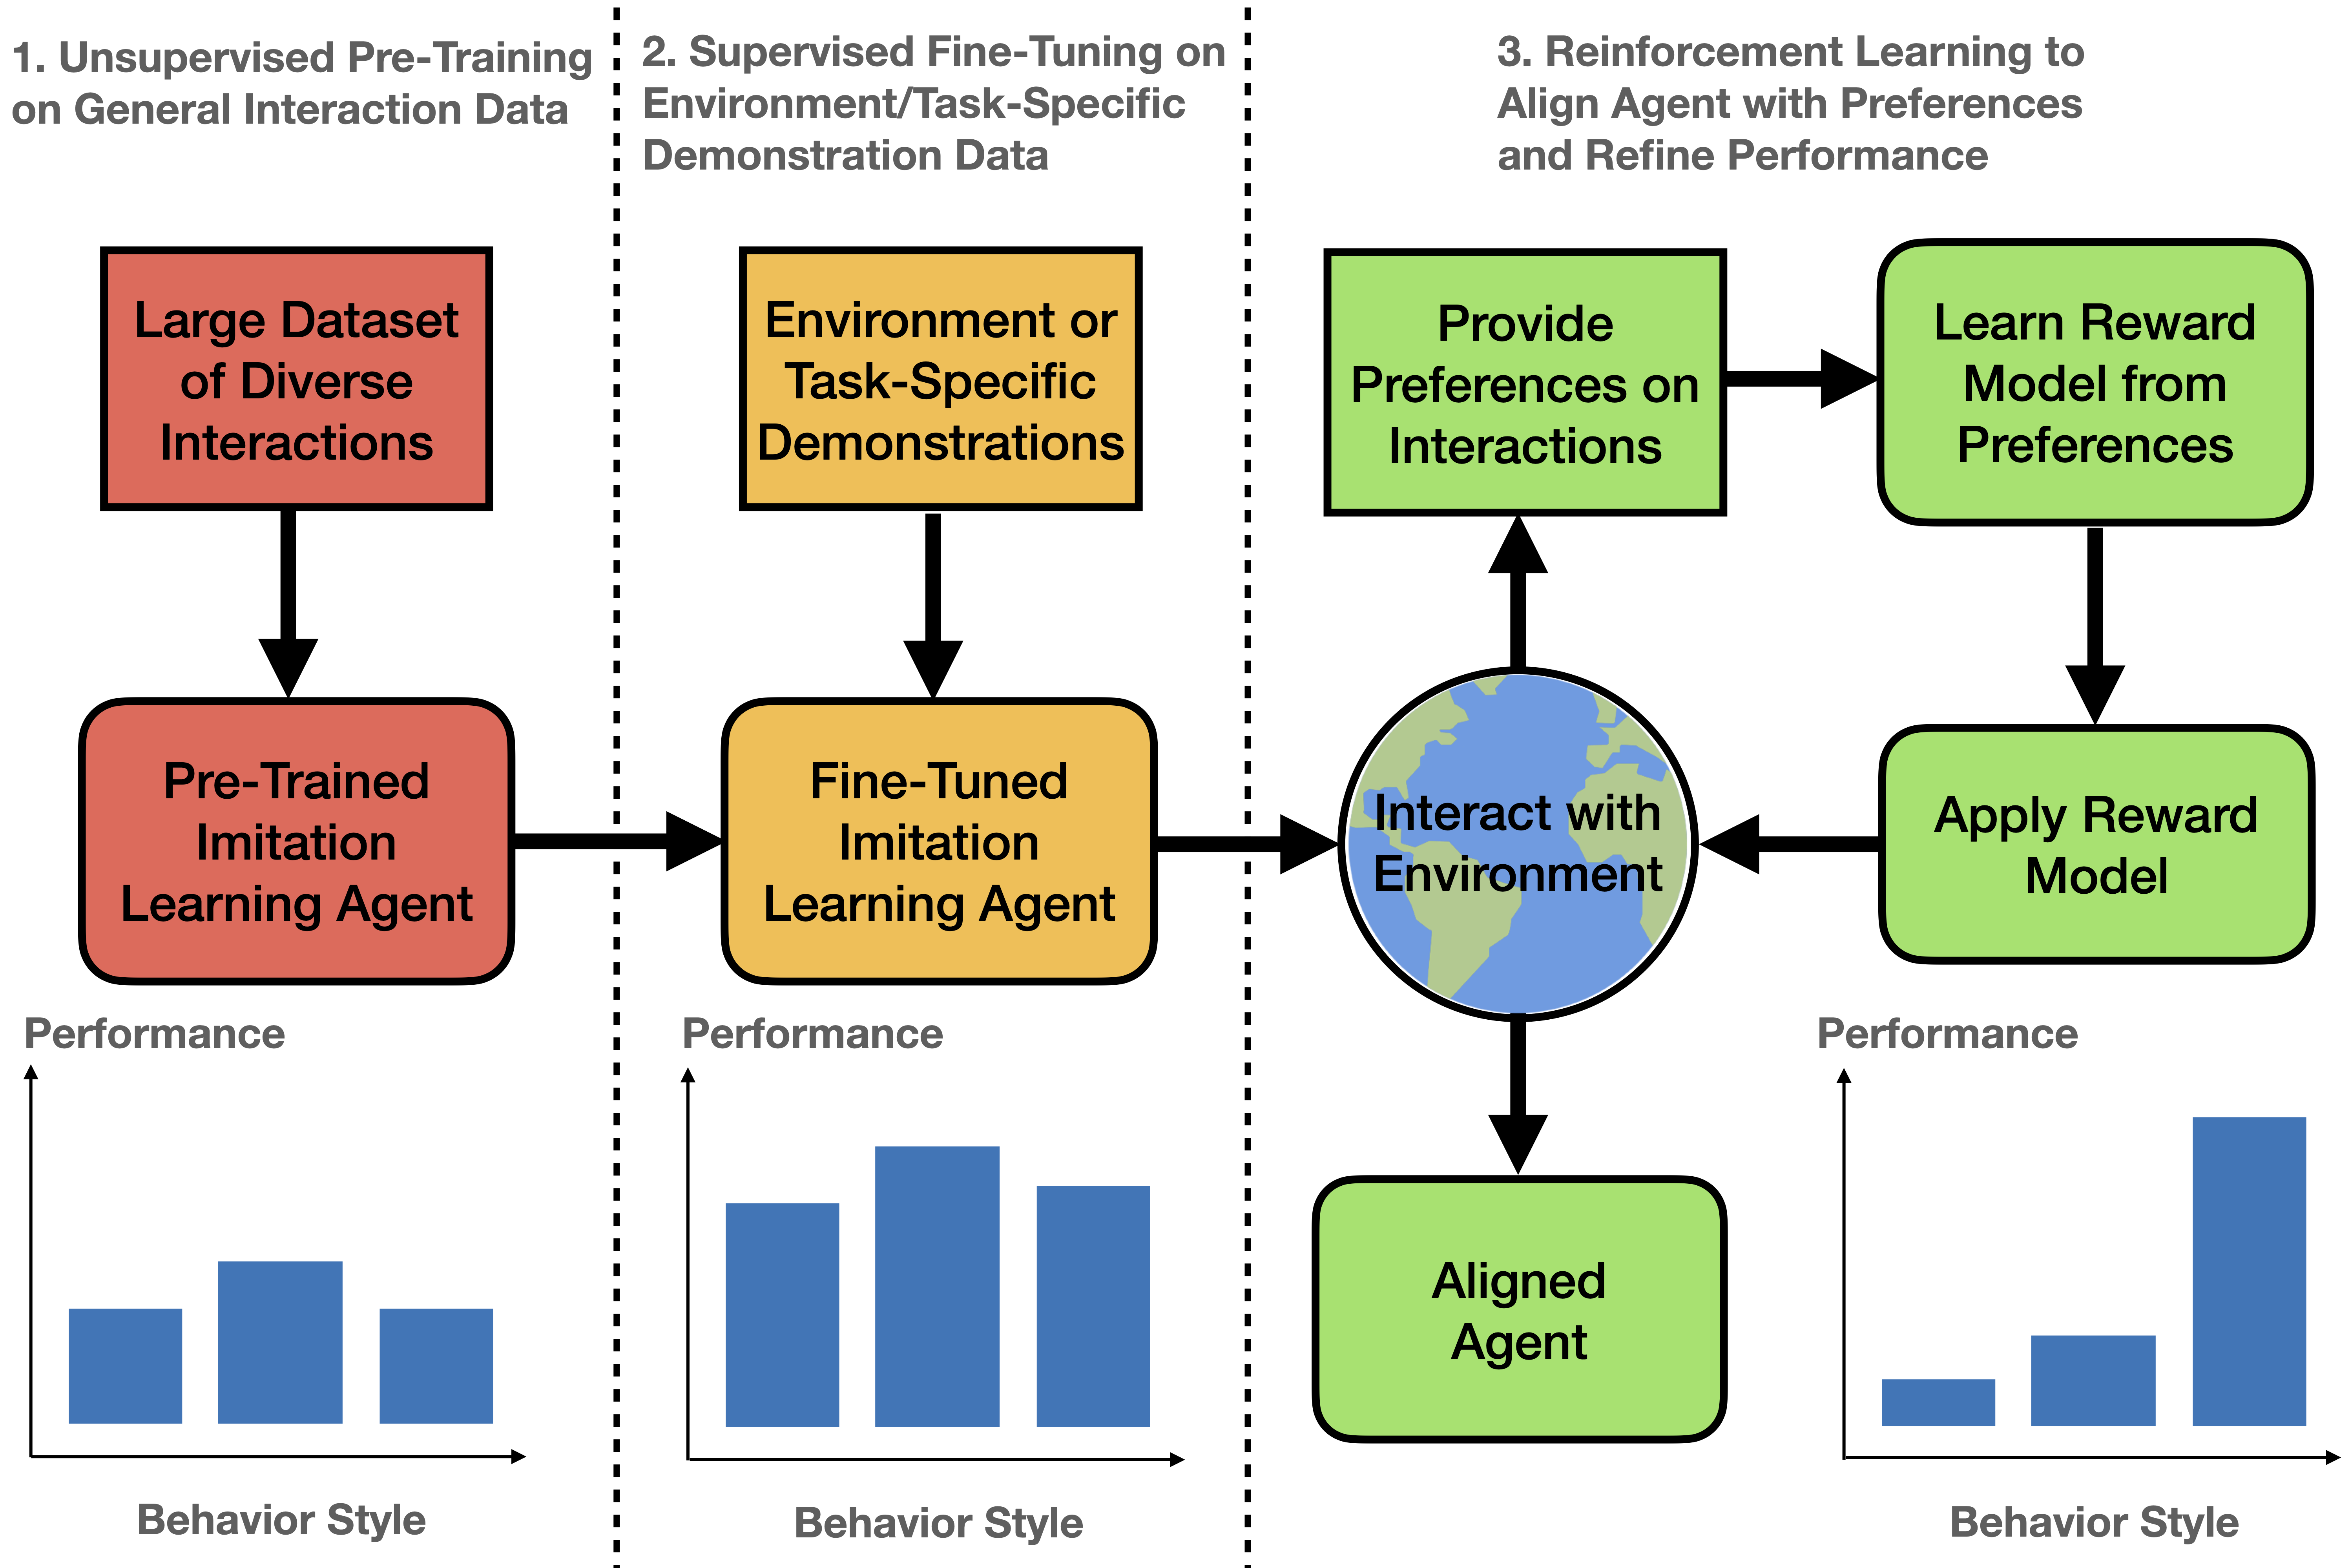 1. Unsupervised Pre-Training
on General Interaction Data
Large Dataset
of Diverse
Interactions
Pre-Trained
Imitation
Learning Agent
Performance
Behavior Style
2. Supervised Fine-Tuning on
Environment/Task-Specific
Demonstration Data
Environment or
Task-Specific
Demonstrations
Fine-Tuned
Imitation
Learning Agent
Performance
Behavior Style
3. Reinforcement Learning to
Align Agent with Preferences
and Refine Performance
Provide
Preferences on
Interactions
Learn Reward
Model from
Preferences
Interact with
Environment
Apply Reward
Model
Aligned
Agent
Performance
Behavior Style